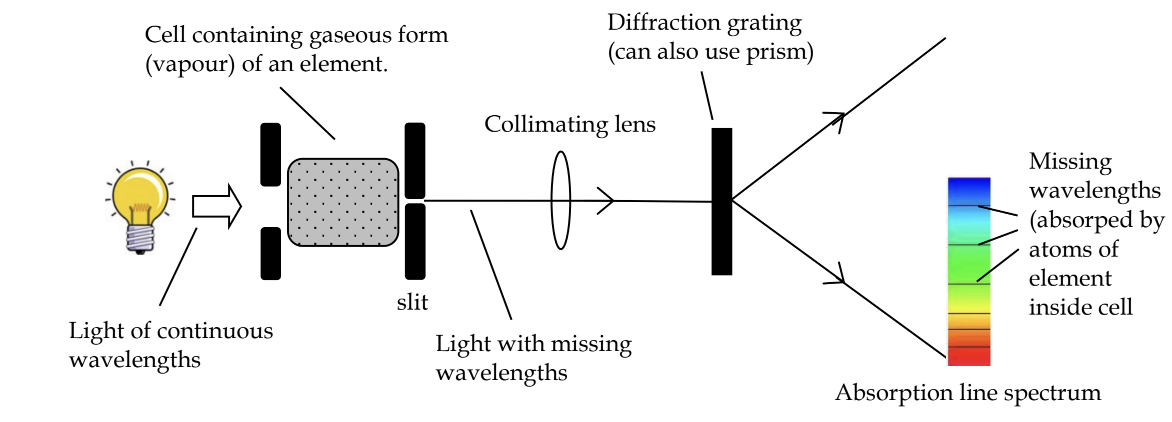 Cell containing gaseous form
(vapour) of an element.
Diffraction grating
(can also use prism)
Collimating lens
Missing
wavelengths
(absorped by
atoms of
element
inside cell
slit
Light of continuous
wavelengths
Light with missing
wavelengths
Absorption line spectrum